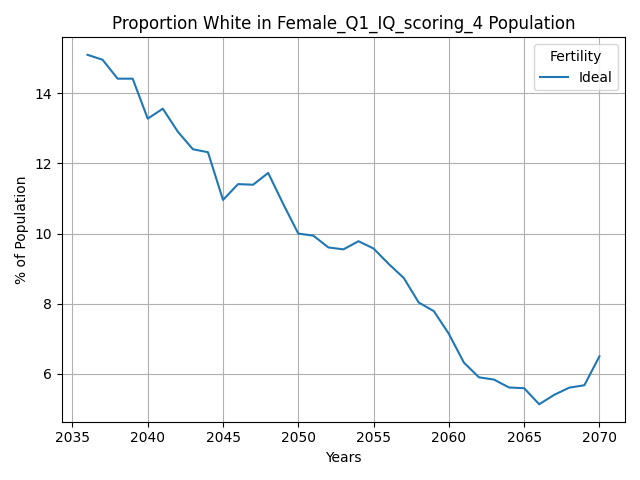 Proportion White in Female_Q1_IQ_scoring_4 Population
Fertility
Ideal
% of Population
14
12
10
8
6
2035 2040 2045 2050 2055 2060 2065 2070
Years